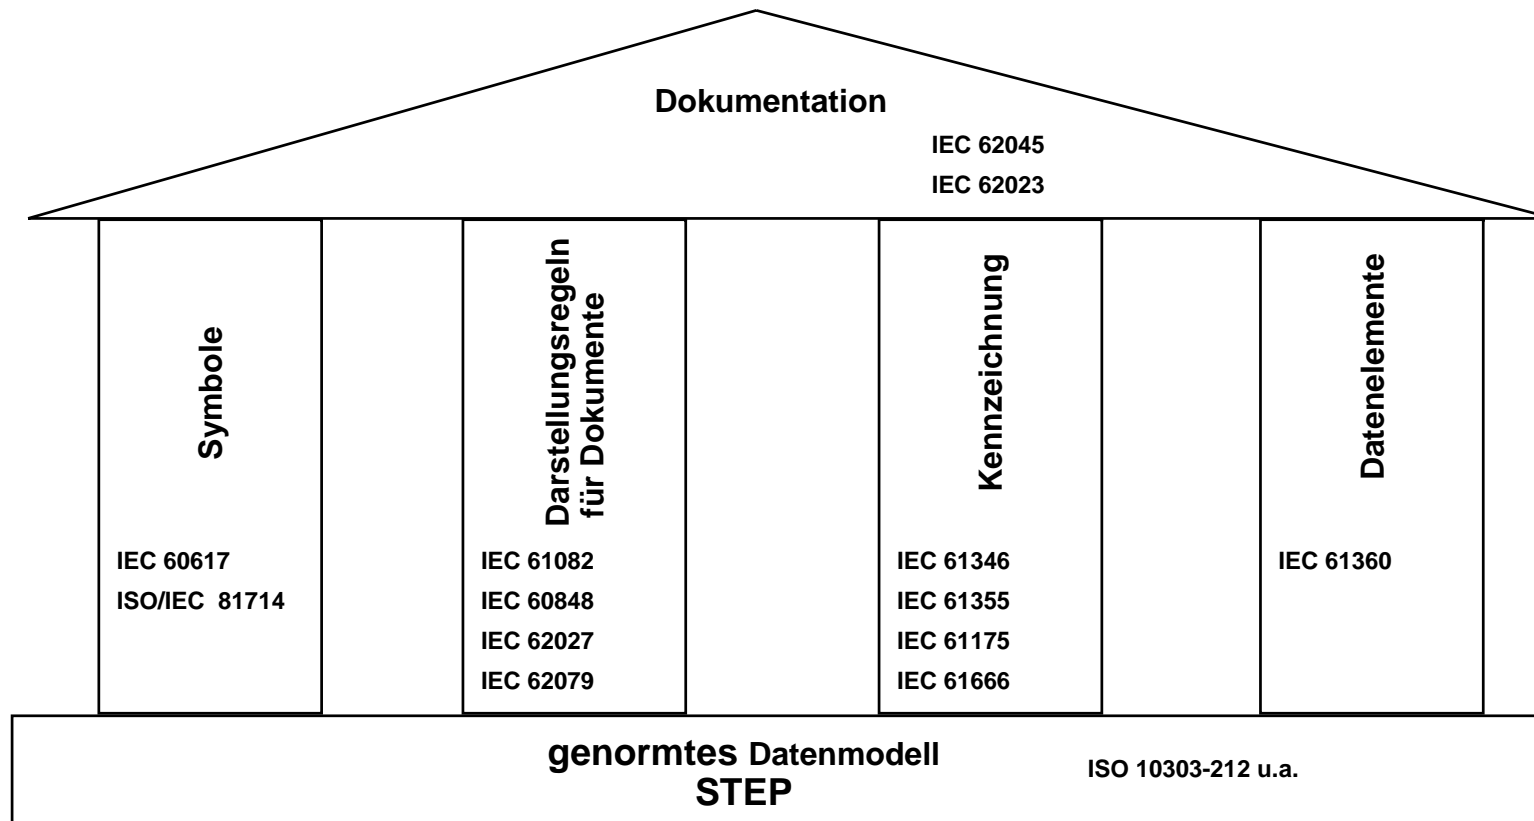 Dokumentation
IEC 62045
IEC 62023
Symbole
IEC 60617
ISO/IEC  81714
Darstellungsregeln
für Dokumente
IEC 61082
IEC 60848
IEC 62027
IEC 62079
Kennzeichnung
IEC 61346
IEC 61355
IEC 61175
IEC 61666
Datenelemente
IEC 61360
genormtes Datenmodell
STEP
ISO 10303-212 u.a.